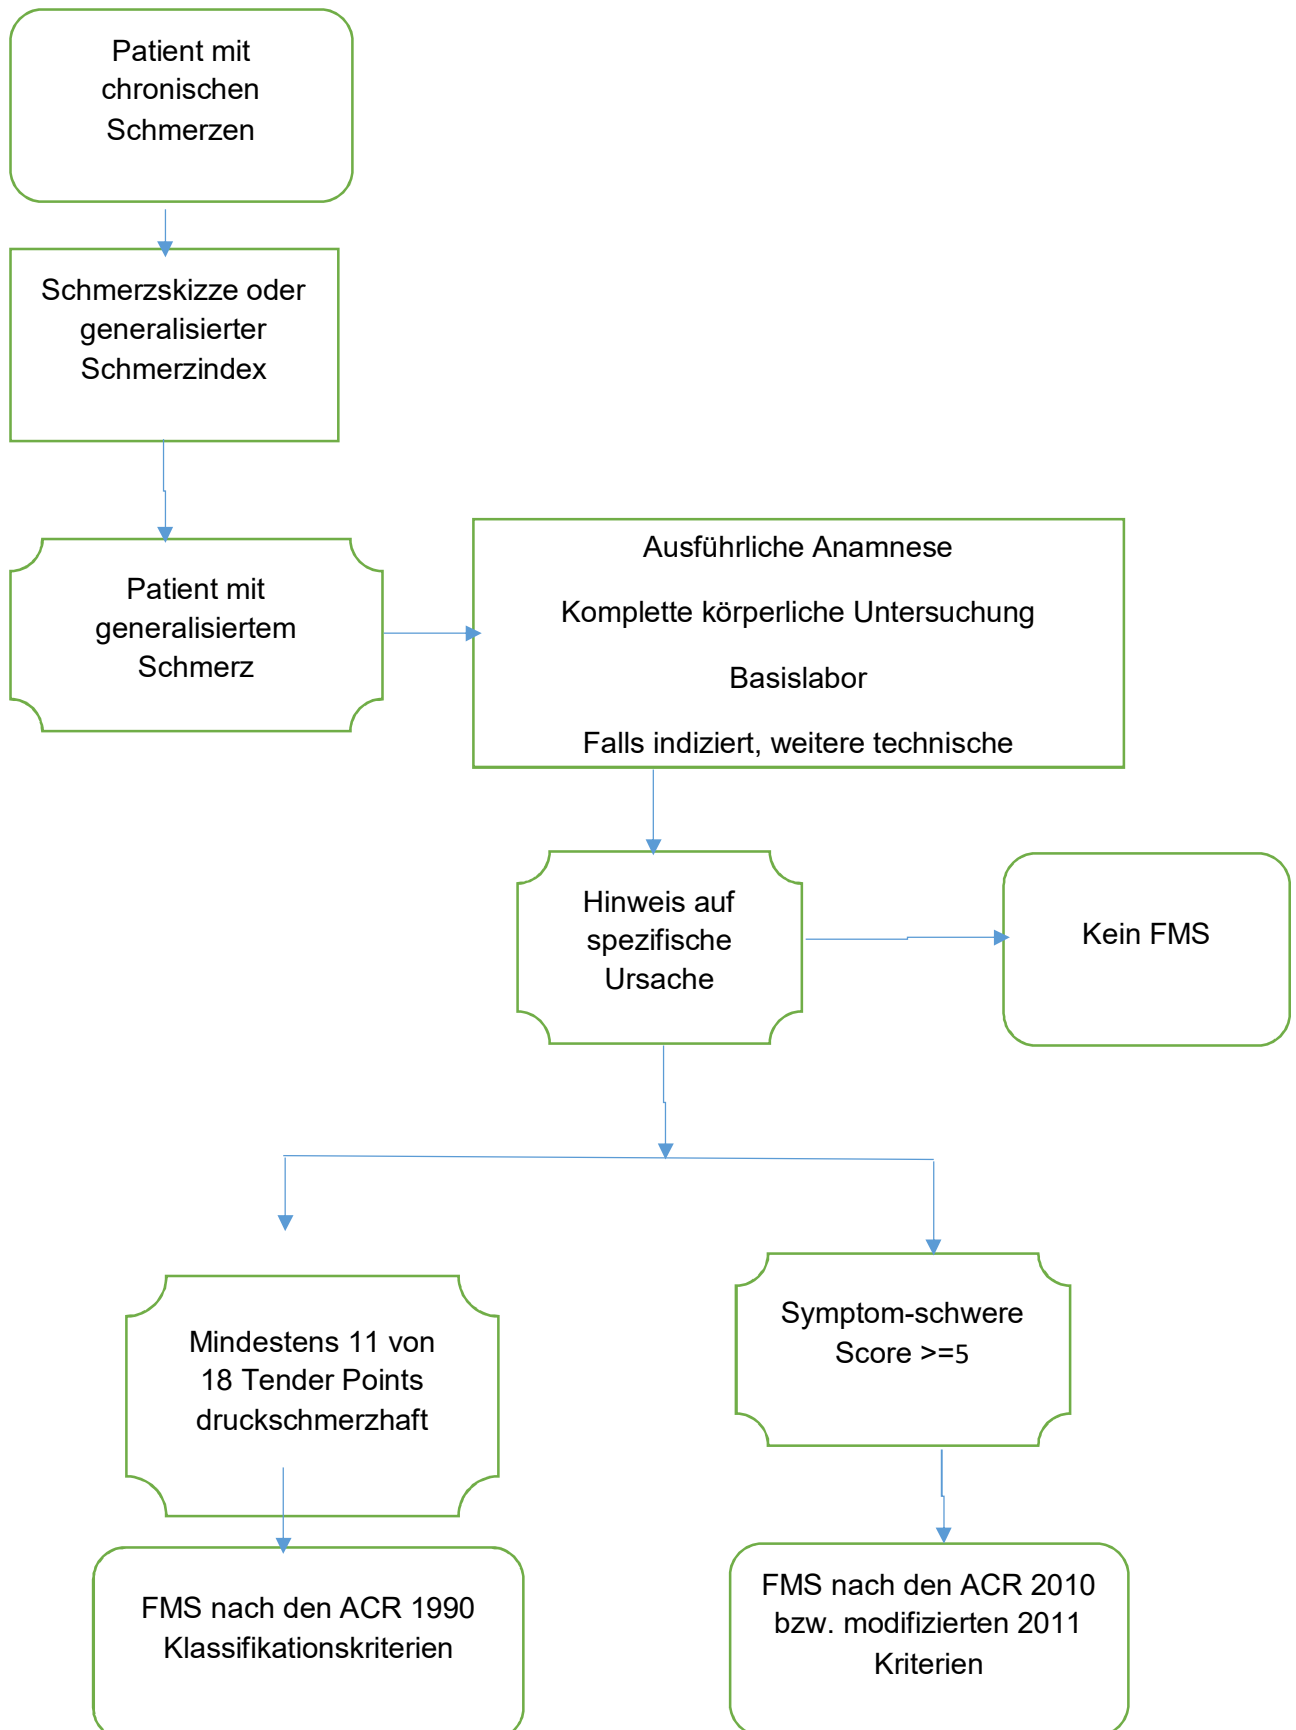 Patient mit
chronischen
Schmerzen
Schmerzskizze oder
generalisierter
Schmerzindex
Patient mit
generalisiertem
Schmerz
Ausführliche Anamnese
Komplette körperliche Untersuchung
Basislabor
Falls indiziert, weitere technische
Hinweis auf
spezifische
Ursache
Kein FMS
Mindestens 11 von
18 Tender Points
druckschmerzhaft
Symptom-schwere
Score >=5
FMS nach den ACR 1990
Klassifikationskriterien
FMS nach den ACR 2010
bzw. modifizierten 2011
Kriterien